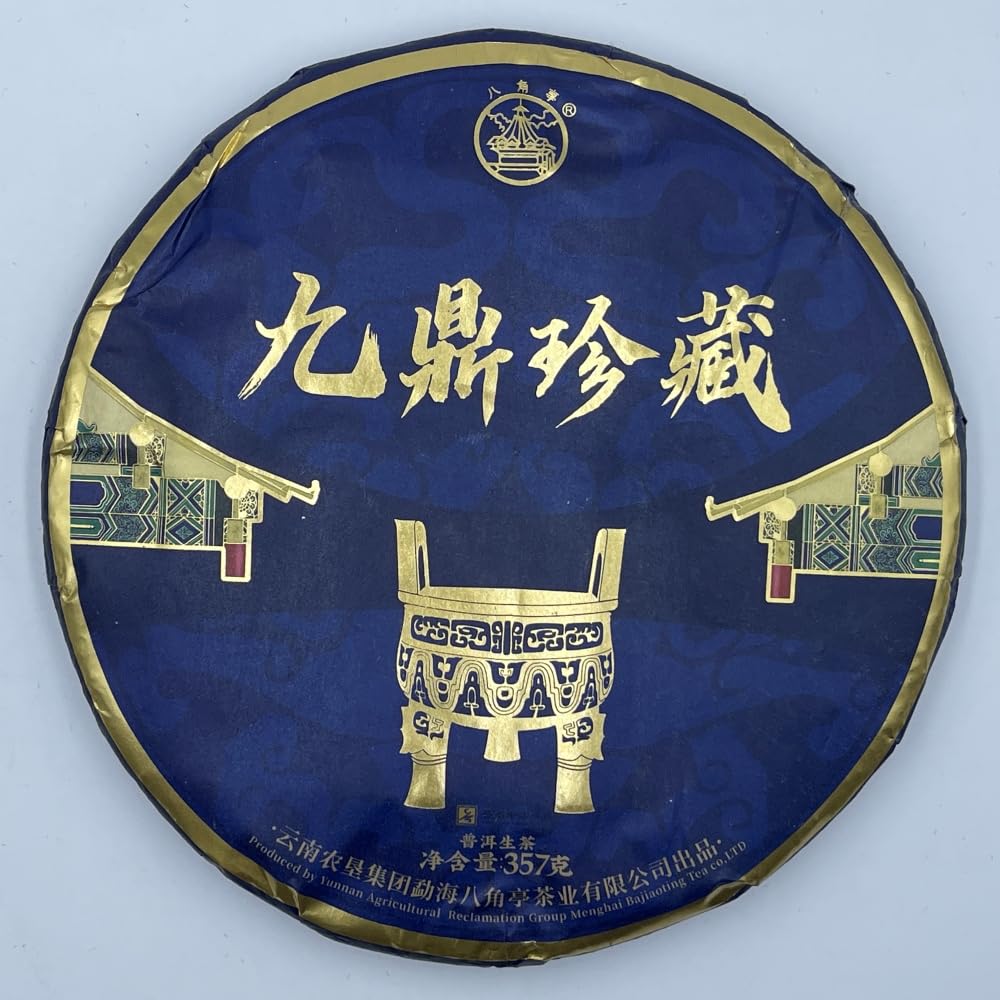 八角亭®
九鼎珍藏
普洱生茶
净含量:357克
·云南农垦集团勐海八角亭茶业有限公司出品·
Produced by Yunnan Agricultural Reclamation Group Menghai Bajiaoting Tea Co,LTD